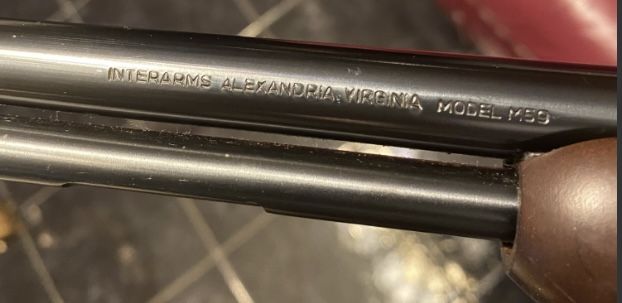 INTERARMS ALEXANDRIA, VIRGINIA MODEL M59